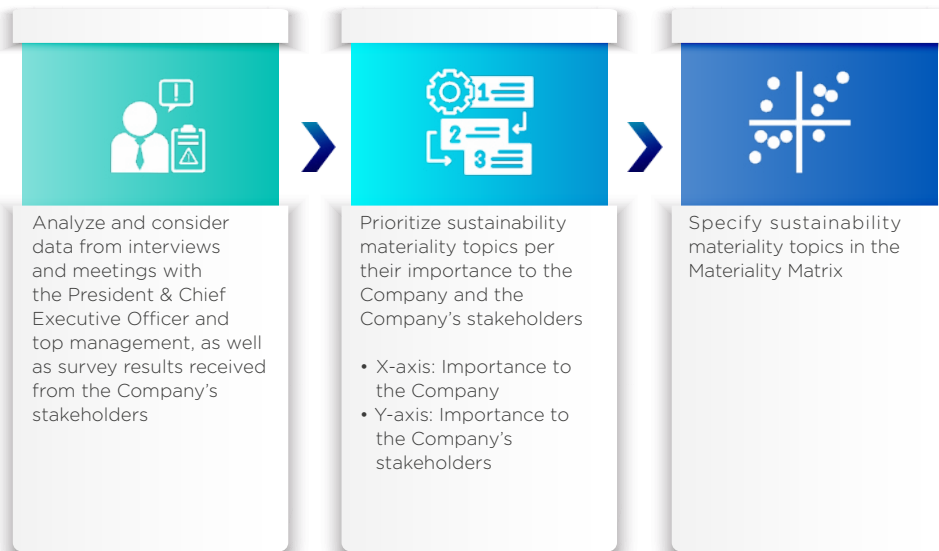 Analyze and consider
data from interviews
and meetings with
the President & Chief
Executive Officer and
top management, as well
as survey results received
from the Company's
stakeholders
1
2
3
Prioritize sustainability
materiality topics per
their importance to the
Company and the
Company's stakeholders
• X-axis: Importance to
the Company
• Y-axis: Importance to
the Company's
stakeholders
Specify sustainability
materiality topics in the
Materiality Matrix